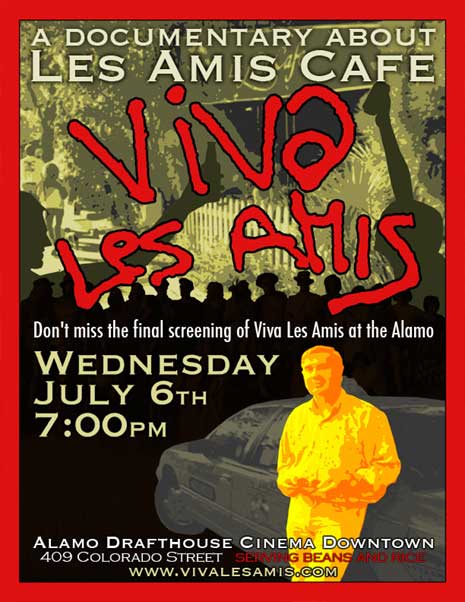 A DOCUMENTARY ABOUT
LES AMIS CAFE
Viva
Les AMis
Don't miss the final screening of Viva Les Amis at the Alamo
WEDNESDAY
JULY 6TH
7:00PM
ALAMO DRAFTHOUSE CINEMA DOWNTOWN
409 COLORADO STREET SERVING BEANS AND RICE
WWW.VIVALESAMIS.COM